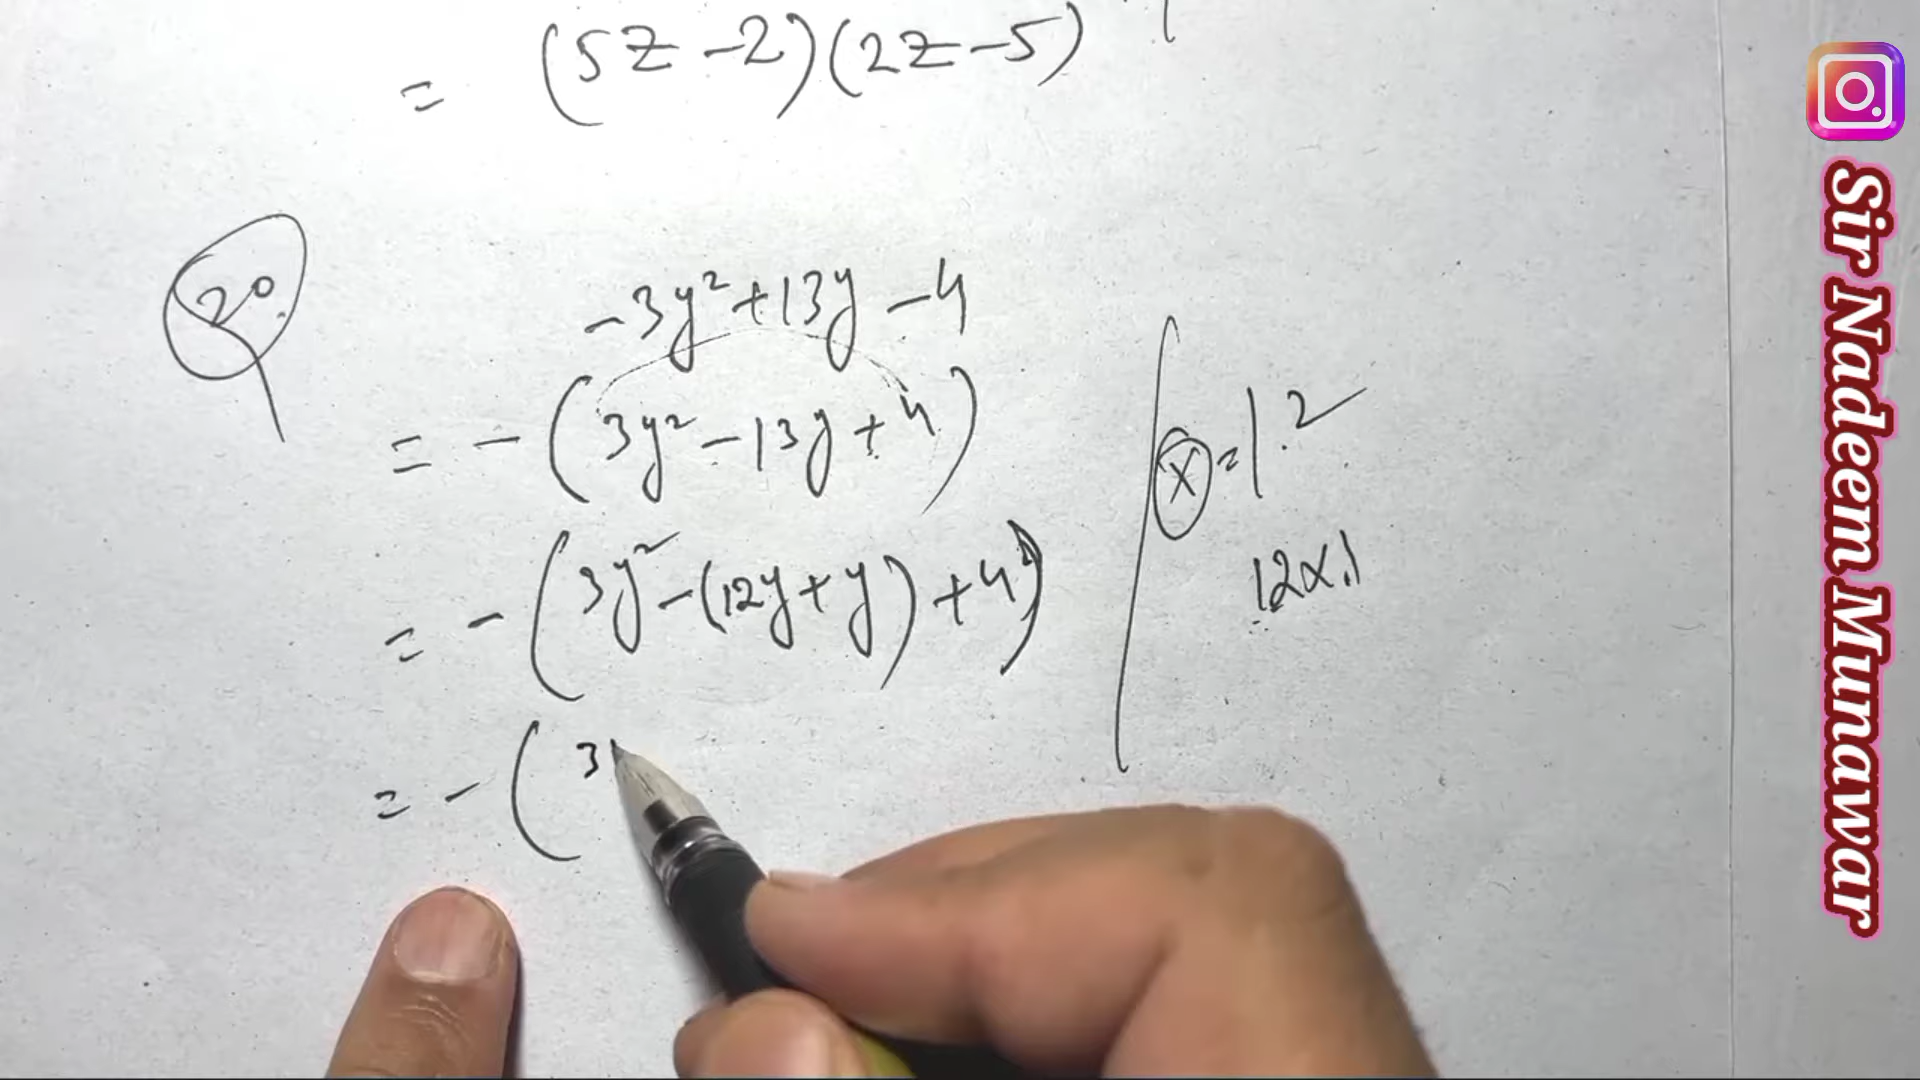 = (5z-2)(2z-5)
20.
-3y²+13y-4
= -(3y²-13y+4)
x = 12
= -(3y²-(12y+y)+4)
12×1
= -(3
Sir Nadeem Munawar